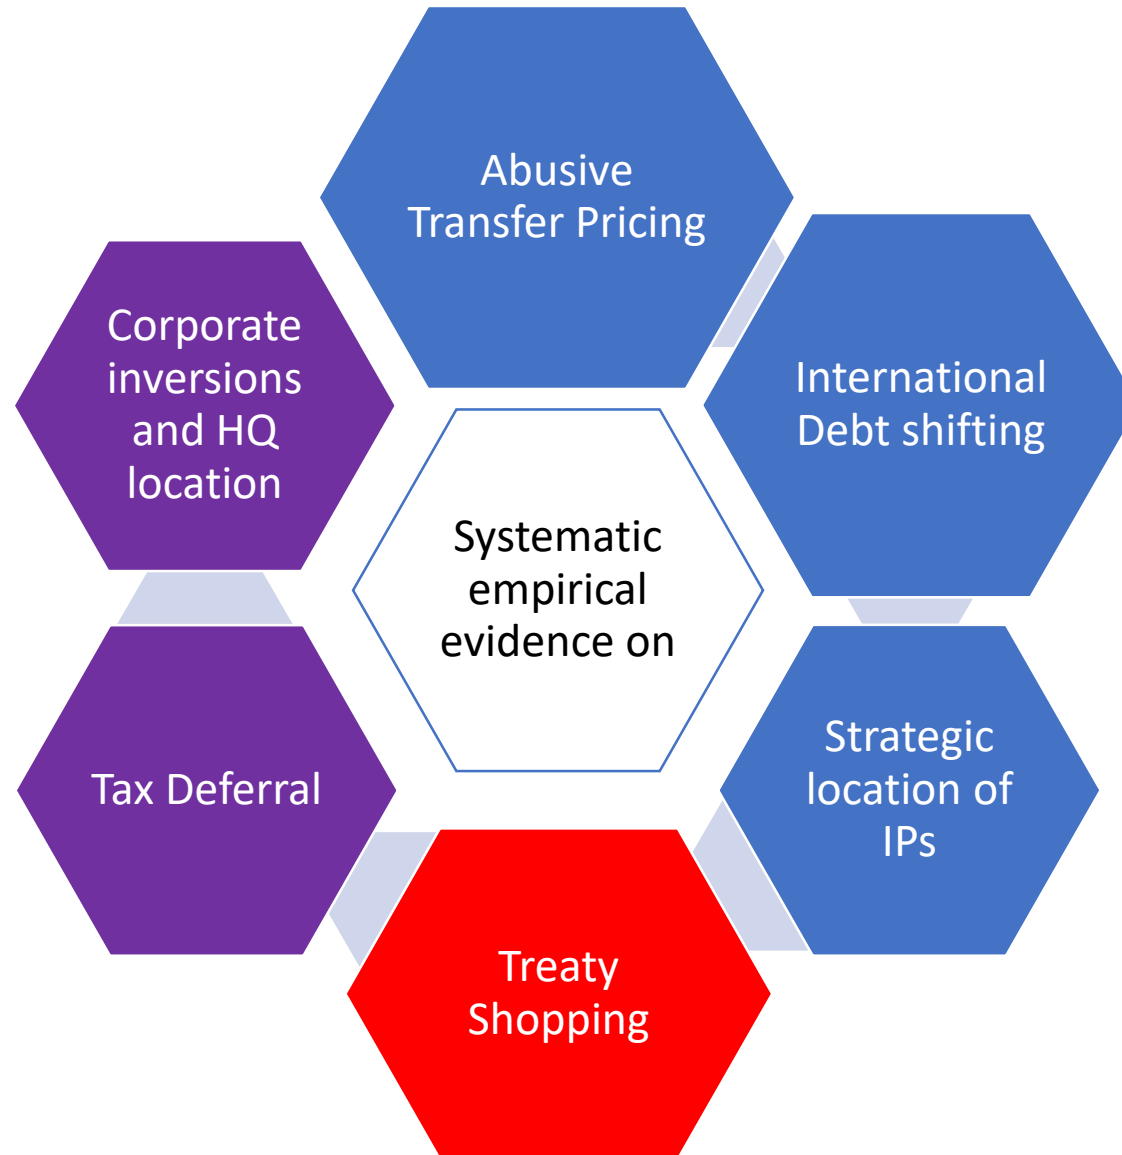 Abusive
Transfer Pricing
International
Debt shifting
Strategic
location of
IPs
Treaty
Shopping
Tax Deferral
Corporate
inversions
and HQ
location
Systematic
empirical
evidence on